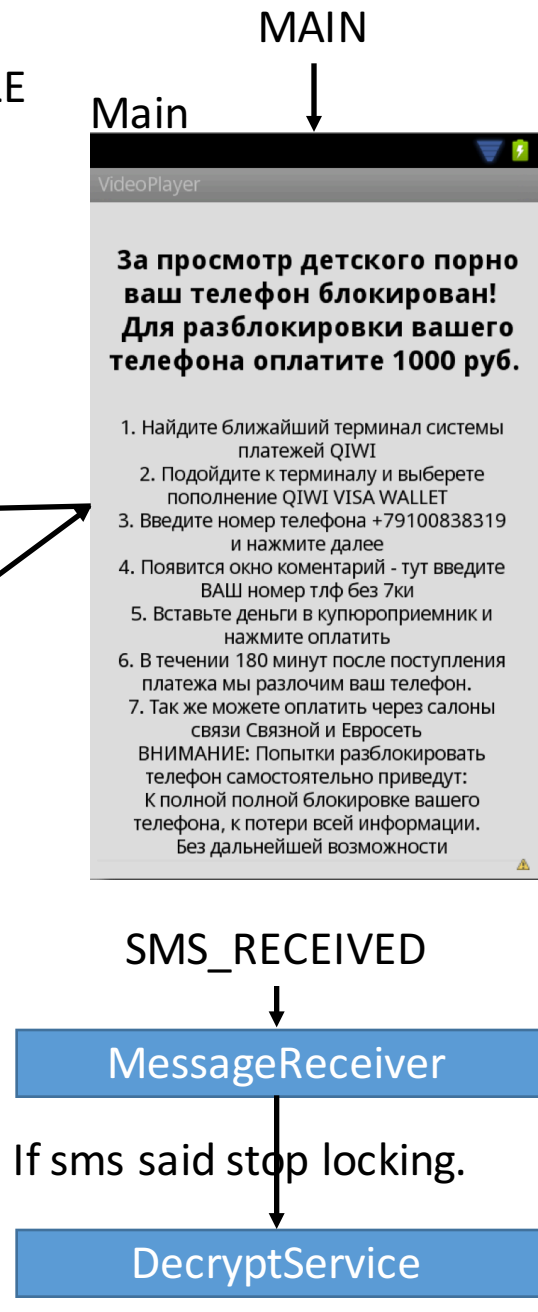 MAIN
LE
Main
VideoPlayer
За просмотр детского порно
ваш телефон блокирован!
Для разблокировки вашего
телефона оплатите 1000 руб.
1. Найдите ближайший терминал системы
платежей QIWI
2. Подойдите к терминалу и выберете
пополнение QIWI VISA WALLET
3. Введите номер телефона +79100838319
и нажмите далее
4. Появится окно коментарий - тут введите
ВАШ номер тлф без 7ки
5. Вставьте деньги в купюроприемник и
нажмите оплатить
6. В течении 180 минут после поступления
платежа мы разлочим ваш телефон.
7. Так же можете оплатить через салоны
связи Связной и Евросеть
ВНИМАНИЕ: Попытки разблокировать
телефон самостоятельно приведут:
К полной полной блокировке вашего
телефона, к потери всей информации.
Без дальнейшей возможности
SMS_RECEIVED
MessageReceiver
If sms said stop locking.
DecryptService